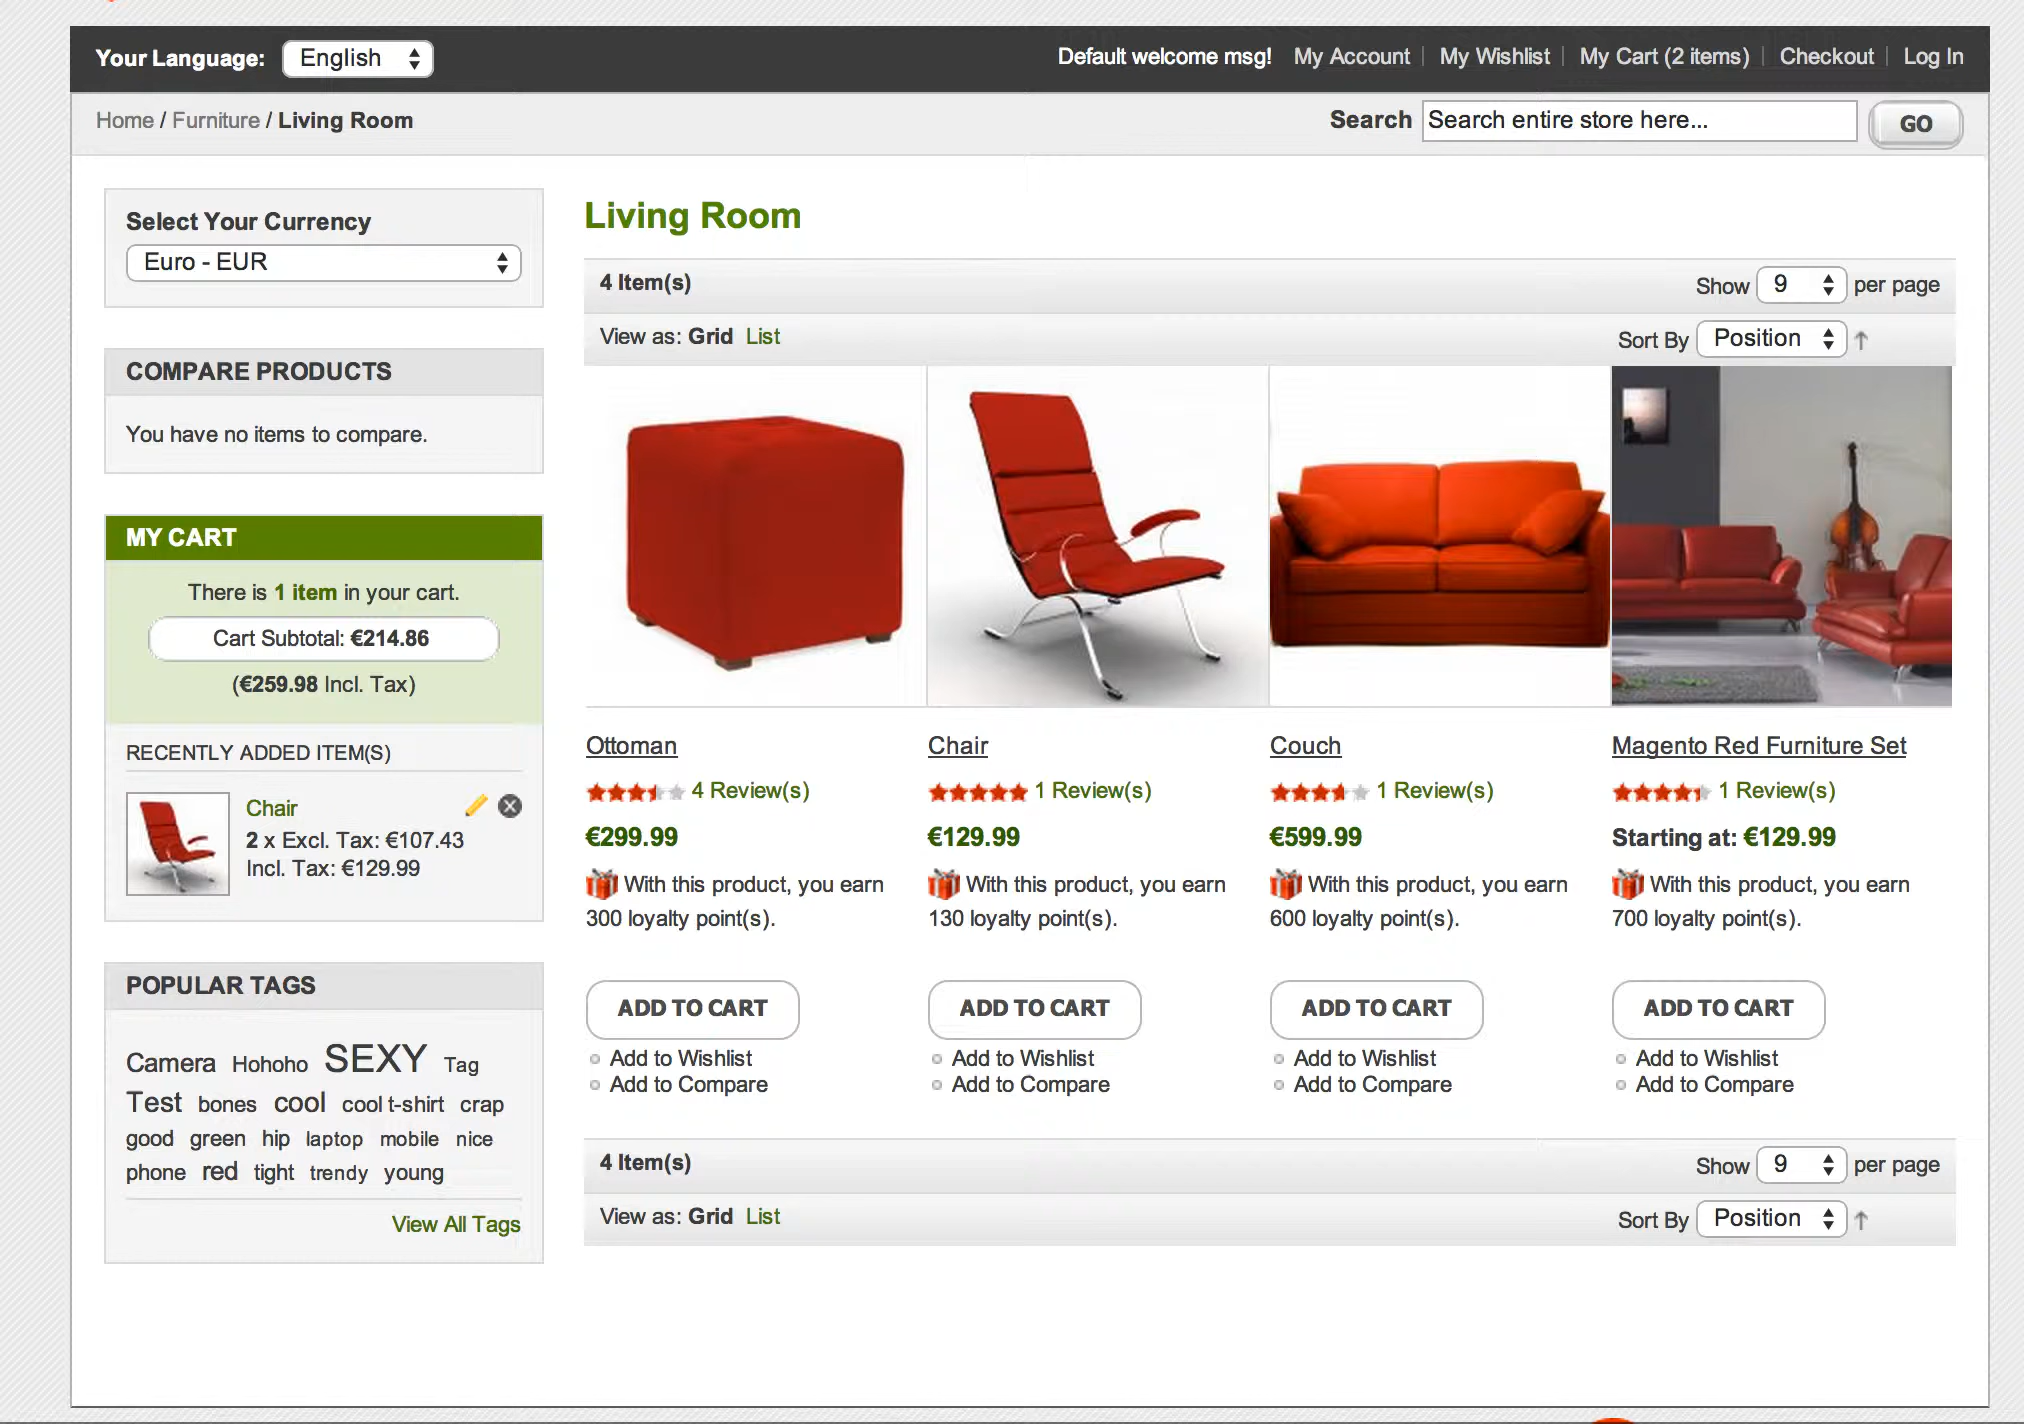 Your Language: English
Default welcome msg! My Account My Wishlist My Cart (2 items) Checkout Log In
Home / Furniture / Living Room
Search Search entire store here... GO
Select Your Currency
Euro - EUR
COMPARE PRODUCTS
You have no items to compare.
MY CART
There is 1 item in your cart.
Cart Subtotal: €214.86
(€259.98 Incl. Tax)
RECENTLY ADDED ITEM(S)
Chair
2 x Excl. Tax: €107.43
Incl. Tax: €129.99
POPULAR TAGS
Camera Hohoho SEXY Tag
Test bones cool cool t-shirt crap
good green hip laptop mobile nice
phone red tight trendy young
View All Tags
Living Room
4 Item(s)
Show 9 per page
View as: Grid List
Sort By Position
Ottoman
4 Review(s)
€299.99
With this product, you earn
300 loyalty point(s).
ADD TO CART
Add to Wishlist
Add to Compare
Chair
1 Review(s)
€129.99
With this product, you earn
130 loyalty point(s).
ADD TO CART
Add to Wishlist
Add to Compare
Couch
1 Review(s)
€599.99
With this product, you earn
600 loyalty point(s).
ADD TO CART
Add to Wishlist
Add to Compare
Magento Red Furniture Set
1 Review(s)
Starting at: €129.99
With this product, you earn
700 loyalty point(s).
ADD TO CART
Add to Wishlist
Add to Compare
4 Item(s)
Show 9 per page
View as: Grid List
Sort By Position